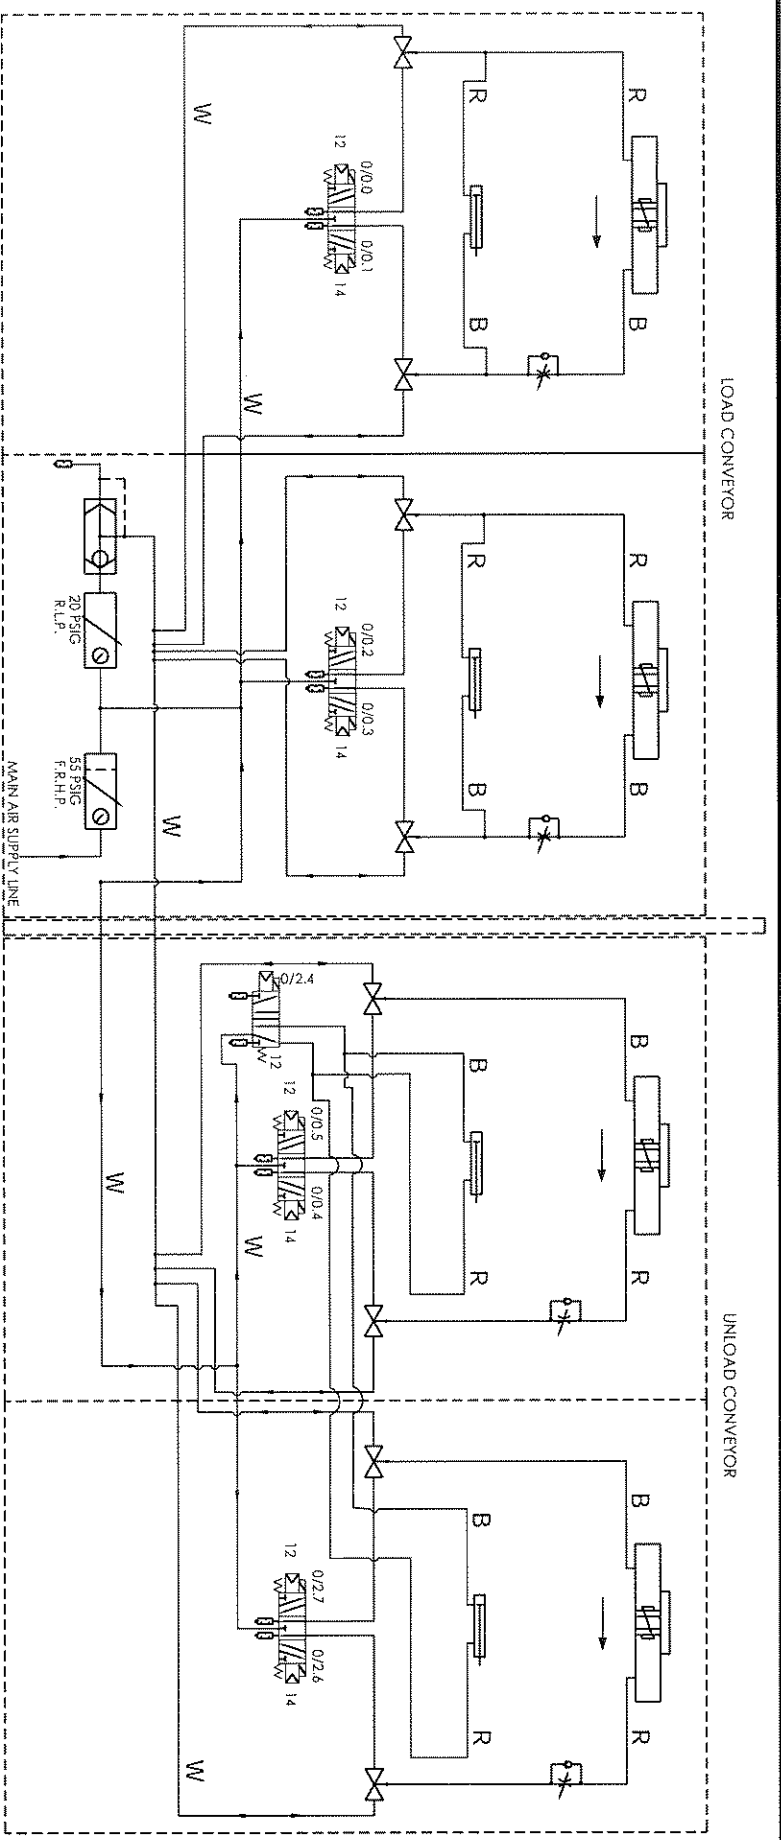 LOAD CONVEYOR
UNLOAD CONVEYOR
R B R B B R B R
R B R B B R B R
0/0.0 0/0.1 0/0.2 0/0.3
12 14 12 14
0/0.5 0/0.4 0/2.7 0/2.6
0/2.4
12
12 14 12 14
W W
W W
W
W
20 PSIG
R.L.P.
55 PSIG
F.R.H.P.
MAIN AIR SUPPLY LINE